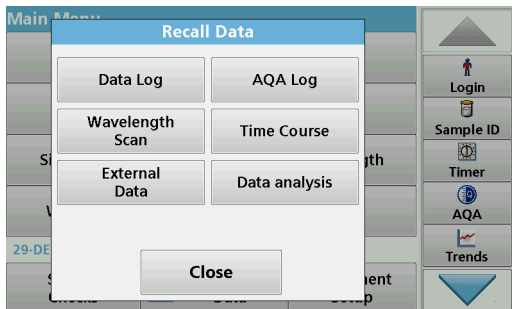 Main Menu
Recall Data
Data Log
AQA Log
Wavelength
Scan
Time Course
External
Data
Data analysis
Close
29-DE
Login
Sample ID
Timer
AQA
Trends